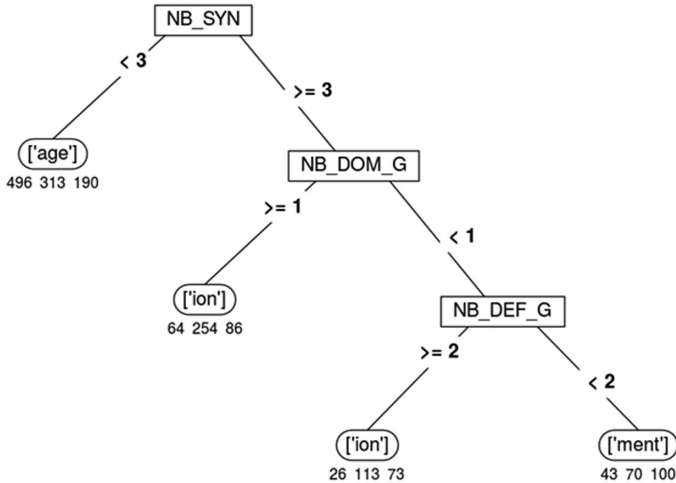 NB_SYN
< 3
>= 3
['age']
496 313 190
NB_DOM_G
>= 1
< 1
['ion']
64 254 86
NB_DEF_G
>= 2
< 2
['ion']
26 113 73
['ment']
43 70 100